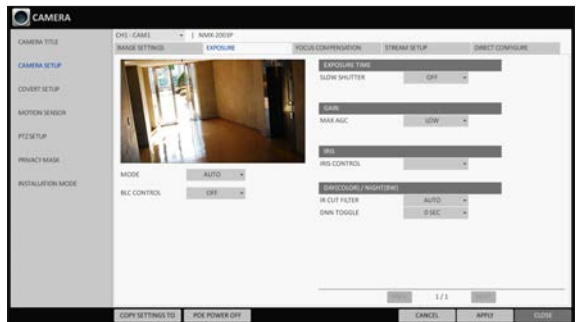 CAMERA
CAMERA TITLE
CAMERA SETUP
COVERT SETUP
MOTION SENSOR
PTZ SETUP
PRIVACY MASK
INSTALLATION MODE
CH1 - CAM1 | NMX-2003P
IMAGE SETTINGS EXPOSURE FOCUS COMPENSATION STREAM SETUP DIRECT CONFIGURE
MODE AUTO
BLC CONTROL OFF
EXPOSURE TIME
SLOW SHUTTER OFF
GAIN
MAX AGC LOW
IRIS
IRIS CONTROL
DAY(COLOR) / NIGHT(BW)
IR CUT FILTER AUTO
DNN TOGGLE 0 SEC
1 / 1
COPY SETTINGS TO POE POWER OFF CANCEL APPLY CLOSE